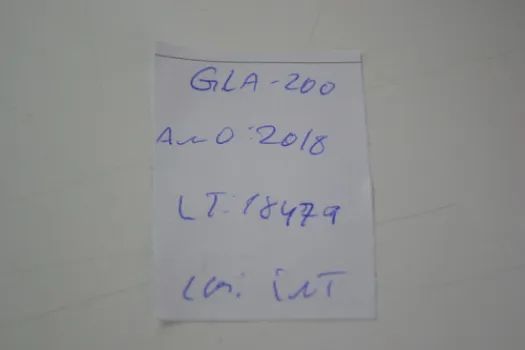 GLA-200
ANO:2018
LT:18479
COR: INT